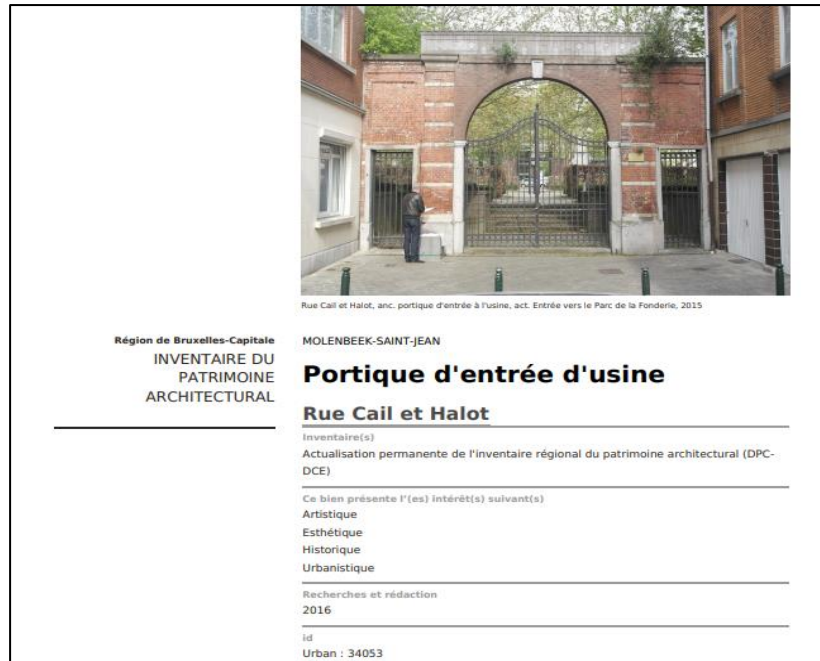 Rue Cail et Halot, anc. portique d'entrée à l'usine, act. Entrée vers le Parc de la Fonderie, 2015
Région de Bruxelles-Capitale
INVENTAIRE DU
PATRIMOINE
ARCHITECTURAL
MOLENBEEK-SAINT-JEAN
Portique d'entrée d'usine
Rue Cail et Halot
Inventaire(s)
Actualisation permanente de l'inventaire régional du patrimoine architectural (DPC-
DCE)
Ce bien présente l'(es) intérêt(s) suivant(s)
Artistique
Esthétique
Historique
Urbanistique
Recherches et rédaction
2016
id
Urban : 34053